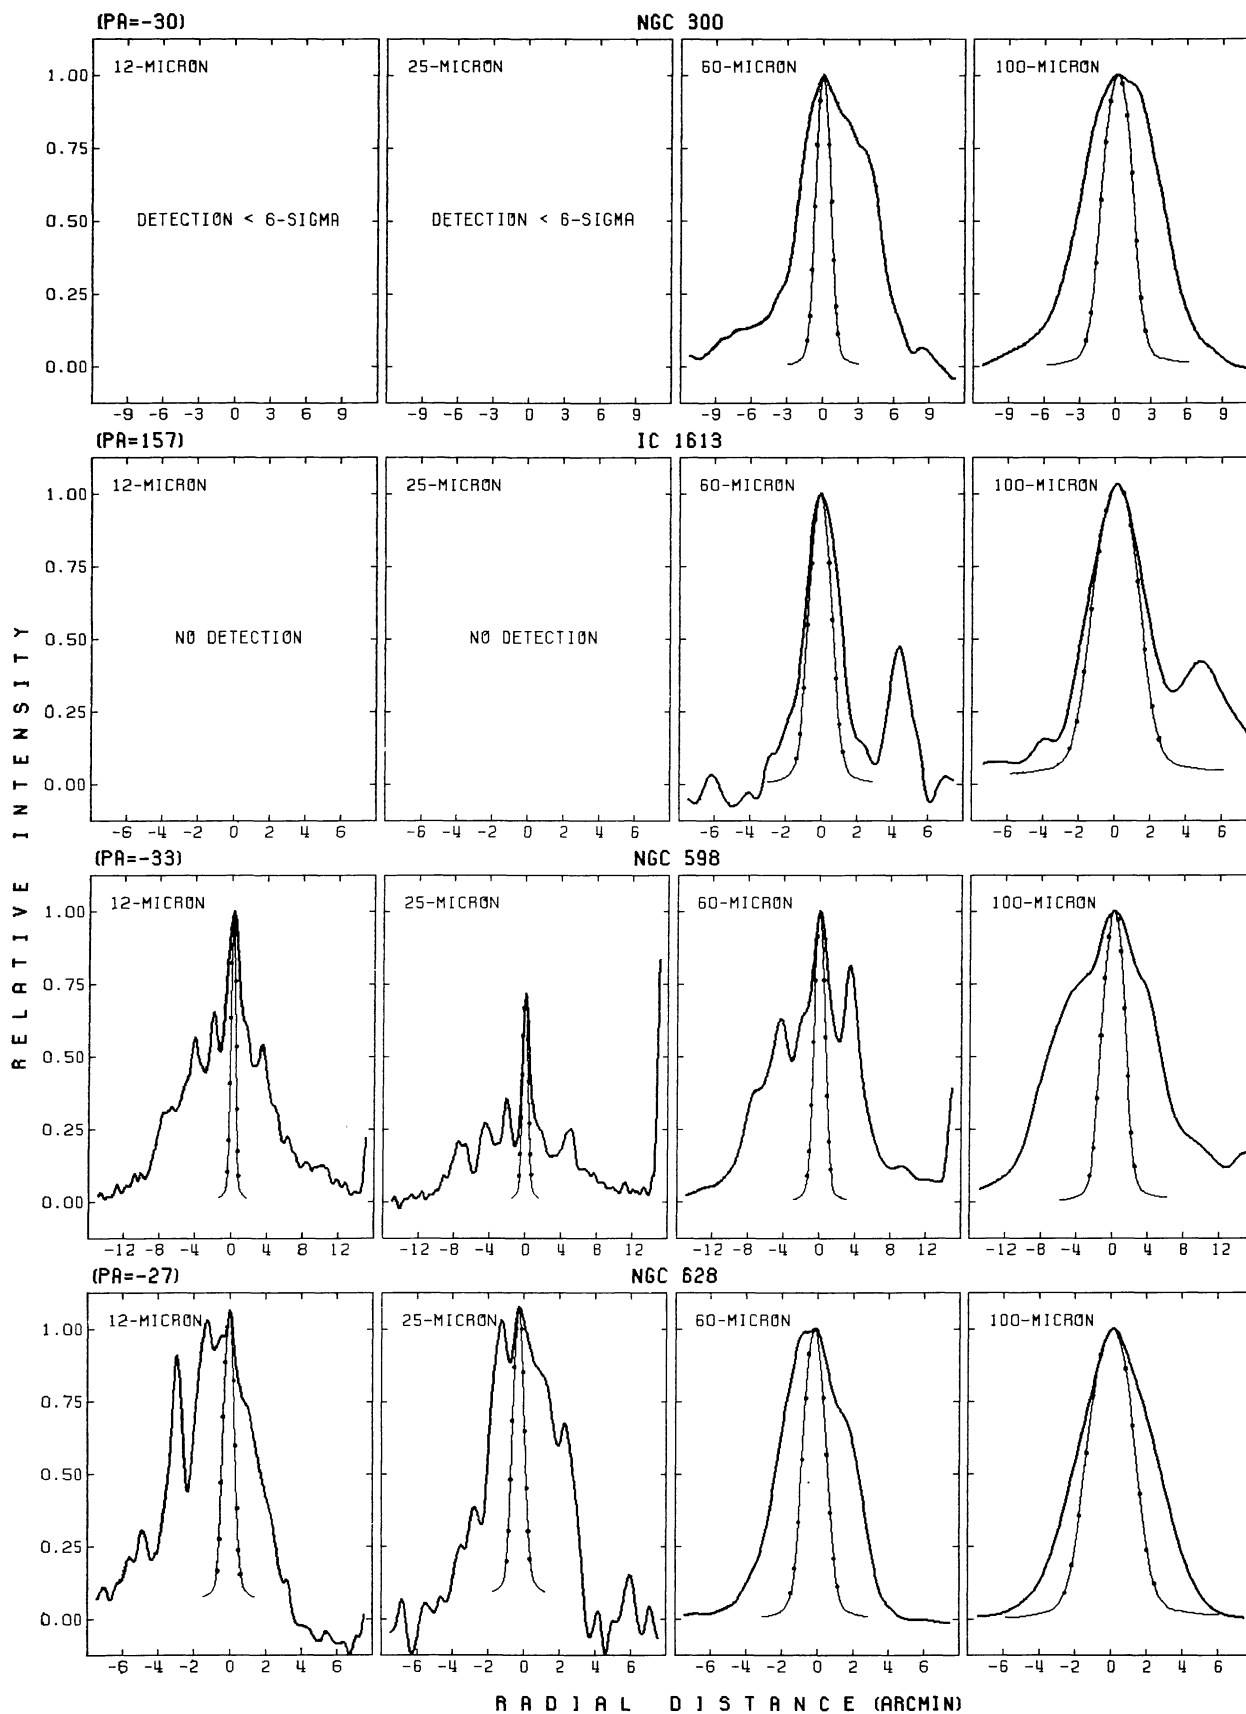 (PA=-30) NGC 300
12-MICRON 25-MICRON 60-MICRON 100-MICRON
1.00
0.75
DETECTION < 6-SIGMA DETECTION < 6-SIGMA
0.50
0.25
0.00
-9 -6 -3 0 3 6 9 -9 -6 -3 0 3 6 9 -9 -6 -3 0 3 6 9 -9 -6 -3 0 3 6 9
(PA=157) IC 1613
12-MICRON 25-MICRON 60-MICRON 100-MICRON
1.00
0.75
NO DETECTION NO DETECTION
0.50
0.25
0.00
-6 -4 -2 0 2 4 6 -6 -4 -2 0 2 4 6 -6 -4 -2 0 2 4 6 -6 -4 -2 0 2 4 6
RELATIVE INTENSITY
(PA=-33) NGC 598
12-MICRON 25-MICRON 60-MICRON 100-MICRON
1.00
0.75
0.50
0.25
0.00
-12 -8 -4 0 4 8 12 -12 -8 -4 0 4 8 12 -12 -8 -4 0 4 8 12 -12 -8 -4 0 4 8 12
(PA=-27) NGC 628
12-MICRON 25-MICRON 60-MICRON 100-MICRON
1.00
0.75
0.50
0.25
0.00
-6 -4 -2 0 2 4 6 -6 -4 -2 0 2 4 6 -6 -4 -2 0 2 4 6 -6 -4 -2 0 2 4 6
RADIAL DISTANCE (ARCMIN)